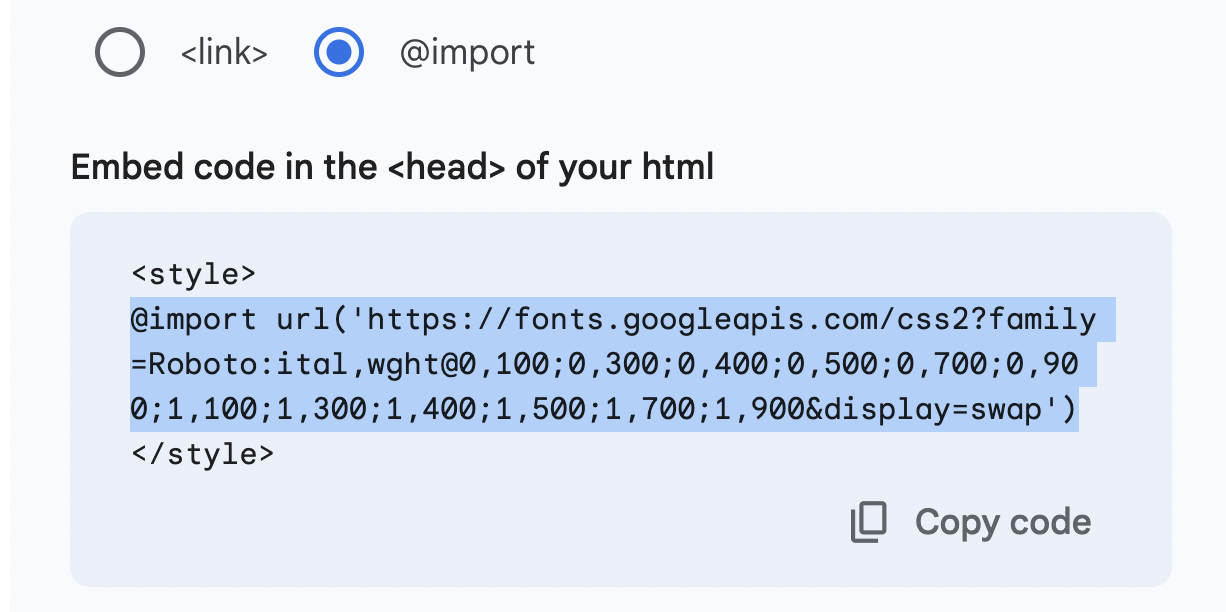 <link> @import
Embed code in the <head> of your html
<style>
@import url('https://fonts.googleapis.com/css2?family
=Roboto:ital,wght@0,100;0,300;0,400;0,500;0,700;0,90
0;1,100;1,300;1,400;1,500;1,700;1,900&display=swap')
</style>
Copy code